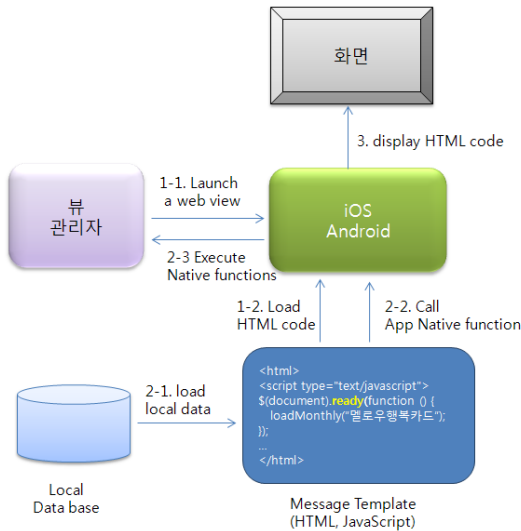 화면
3. display HTML code
1-1. Launch
a web view
뷰
관리자
iOS
Android
2-3 Execute
Native functions
1-2. Load
HTML code
2-2. Call
App Native function
2-1. load
local data
<html>
<script type="text/javascript">
$(document).ready(function () {
loadMonthly("멜로우행복카드");
});
...
</html>
Local
Data base
Message Template
(HTML, JavaScript)